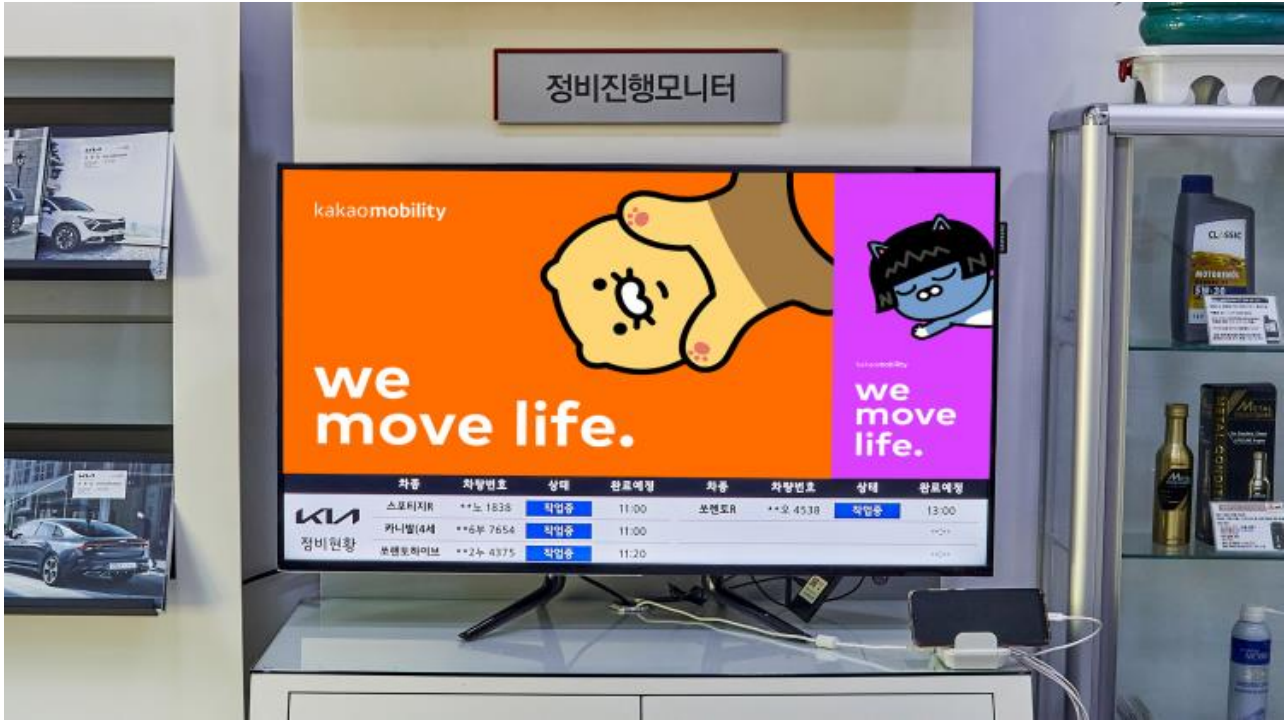 정비진행모니터
kakaomobility
we
move life.
kakaomobility
we
move
life.
차종 차량번호 상태 완료예정 차종 차량번호 상태 완료예정
KIA
정비현황
스포티지R **노 1838 작업중 11:00 쏘렌토R **오 4538 작업중 13:00
카니발(4세 **6부 7654 작업중 11:00 --:--
쏘렌토하이브 **2누 4375 작업중 11:20 --:--
CLASSIC
MOTORENÖL
5W-30
METAL